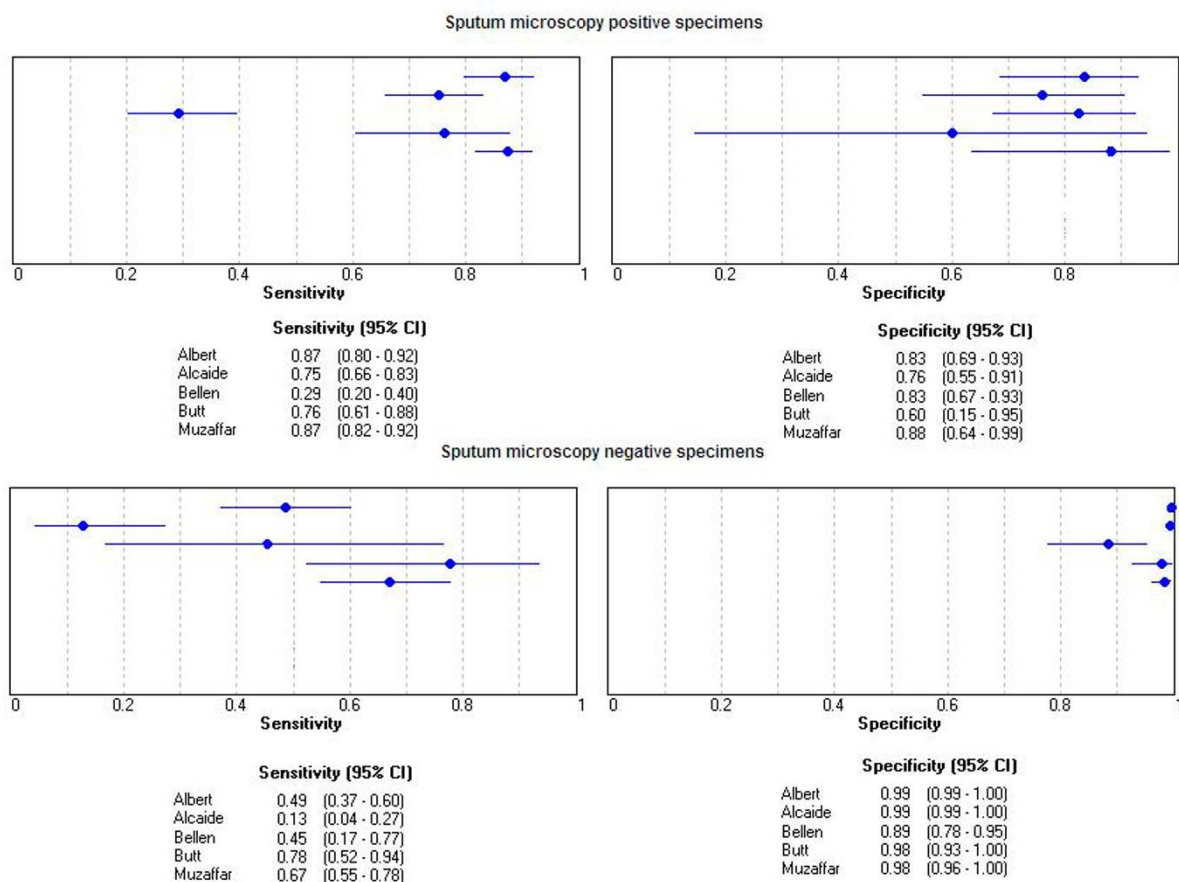 Sputum microscopy positive specimens
0 0.2 0.4 0.6 0.8 1
Sensitivity
0 0.2 0.4 0.6 0.8
Specificity
Sensitivity (95% CI)
Albert 0.87 (0.80 - 0.92)
Alcaide 0.75 (0.66 - 0.83)
Bellen 0.29 (0.20 - 0.40)
Butt 0.76 (0.61 - 0.88)
Muzaffar 0.87 (0.82 - 0.92)
Specificity (95% CI)
Albert 0.83 (0.69 - 0.93)
Alcaide 0.76 (0.55 - 0.91)
Bellen 0.83 (0.67 - 0.93)
Butt 0.60 (0.15 - 0.95)
Muzaffar 0.88 (0.64 - 0.99)
Sputum microscopy negative specimens
0 0.2 0.4 0.6 0.8 1
Sensitivity
0 0.2 0.4 0.6 0.8 1
Specificity
Sensitivity (95% CI)
Albert 0.49 (0.37 - 0.60)
Alcaide 0.13 (0.04 - 0.27)
Bellen 0.45 (0.17 - 0.77)
Butt 0.78 (0.52 - 0.94)
Muzaffar 0.67 (0.55 - 0.78)
Specificity (95% CI)
Albert 0.99 (0.99 - 1.00)
Alcaide 0.99 (0.99 - 1.00)
Bellen 0.89 (0.78 - 0.95)
Butt 0.98 (0.93 - 1.00)
Muzaffar 0.98 (0.96 - 1.00)